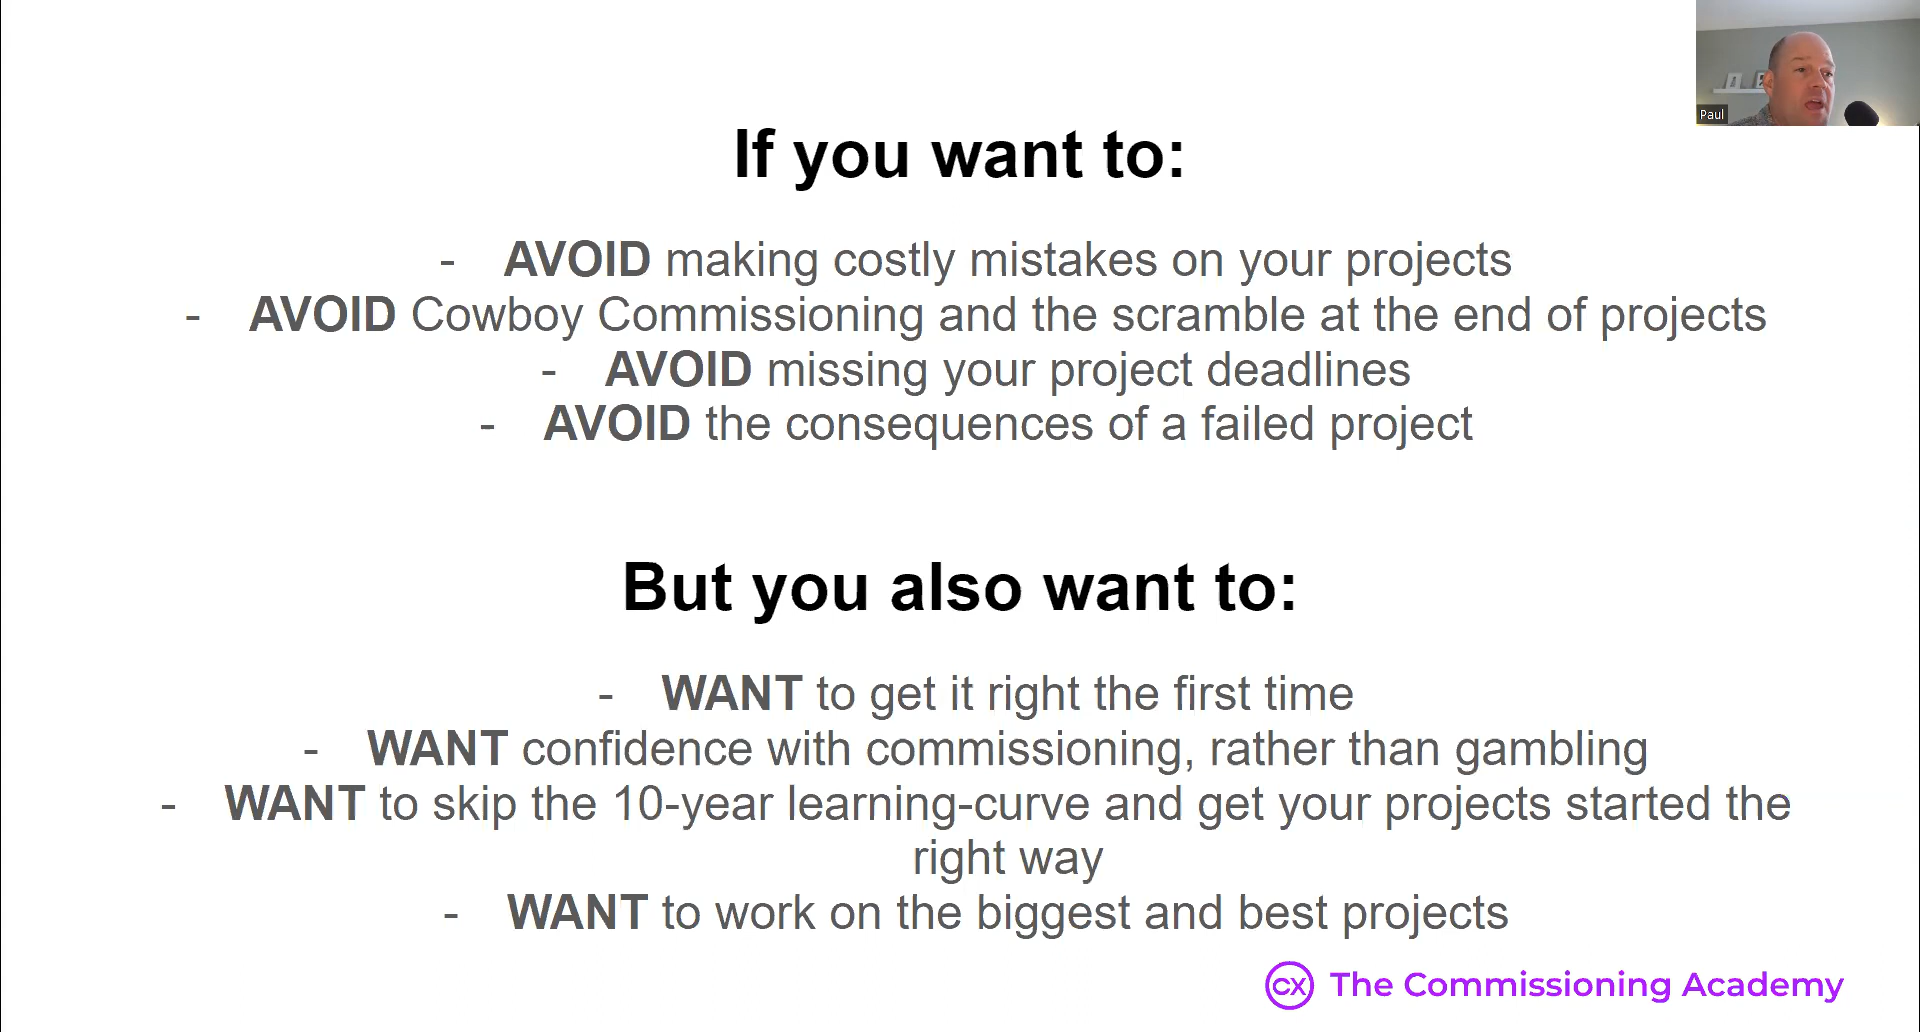 Paul
If you want to:
- AVOID making costly mistakes on your projects
- AVOID Cowboy Commissioning and the scramble at the end of projects
- AVOID missing your project deadlines
- AVOID the consequences of a failed project
But you also want to:
- WANT to get it right the first time
- WANT confidence with commissioning, rather than gambling
- WANT to skip the 10-year learning-curve and get your projects started the
right way
- WANT to work on the biggest and best projects
CX The Commissioning Academy